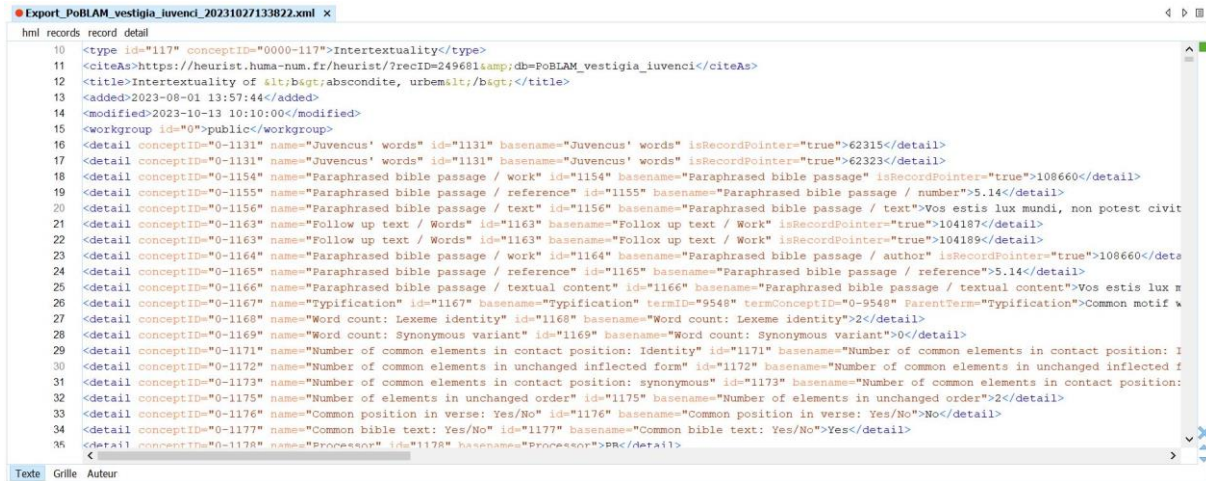 Export_PoBLAM_vestigia_iuvenci_20231027133822.xml ×
hml records record detail
10 <type id="117" conceptID="0000-117">Intertextuality</type>
11 <citeAs>https://heurist.huma-num.fr/heurist/?recID=249681&amp;db=PoBLAM_vestigia_iuvenci</citeAs>
12 <title>Intertextuality of &lt;b&gt;abscondite, urbem&lt;/b&gt;</title>
13 <added>2023-08-01 13:57:44</added>
14 <modified>2023-10-13 10:10:00</modified>
15 <workgroup id="0">public</workgroup>
16 <detail conceptID="0-1131" name="Juvencus' words" id="1131" basename="Juvencus' words" isRecordPointer="true">62315</detail>
17 <detail conceptID="0-1131" name="Juvencus' words" id="1131" basename="Juvencus' words" isRecordPointer="true">62323</detail>
18 <detail conceptID="0-1154" name="Paraphrased bible passage / work" id="1154" basename="Paraphrased bible passage" isRecordPointer="true">108660</detail>
19 <detail conceptID="0-1155" name="Paraphrased bible passage / reference" id="1155" basename="Paraphrased bible passage / number">5.14</detail>
20 <detail conceptID="0-1156" name="Paraphrased bible passage / text" id="1156" basename="Paraphrased bible passage / text">Vos estis lux mundi, non potest civit
21 <detail conceptID="0-1163" name="Follow up text / Words" id="1163" basename="Follox up text / Work" isRecordPointer="true">104187</detail>
22 <detail conceptID="0-1163" name="Follow up text / Words" id="1163" basename="Follox up text / Work" isRecordPointer="true">104189</detail>
23 <detail conceptID="0-1164" name="Paraphrased bible passage / work" id="1164" basename="Paraphrased bible passage / author" isRecordPointer="true">108660</deta
24 <detail conceptID="0-1165" name="Paraphrased bible passage / reference" id="1165" basename="Paraphrased bible passage / reference">5.14</detail>
25 <detail conceptID="0-1166" name="Paraphrased bible passage / textual content" id="1166" basename="Paraphrased bible passage / textual content">Vos estis lux m
26 <detail conceptID="0-1167" name="Typification" id="1167" basename="Typification" termID="9548" termConceptID="0-9548" ParentTerm="Typification">Common motif w
27 <detail conceptID="0-1168" name="Word count: Lexeme identity" id="1168" basename="Word count: Lexeme identity">2</detail>
28 <detail conceptID="0-1169" name="Word count: Synonymous variant" id="1169" basename="Word count: Synonymous variant">0</detail>
29 <detail conceptID="0-1171" name="Number of common elements in contact position: Identity" id="1171" basename="Number of common elements in contact position: I
30 <detail conceptID="0-1172" name="Number of common elements in unchanged inflected form" id="1172" basename="Number of common elements in unchanged inflected f
31 <detail conceptID="0-1173" name="Number of common elements in contact position: synonymous" id="1173" basename="Number of common elements in contact position:
32 <detail conceptID="0-1175" name="Number of elements in unchanged order" id="1175" basename="Number of elements in unchanged order">2</detail>
33 <detail conceptID="0-1176" name="Common position in verse: Yes/No" id="1176" basename="Common position in verse: Yes/No">No</detail>
34 <detail conceptID="0-1177" name="Common bible text: Yes/No" id="1177" basename="Common bible text: Yes/No">Yes</detail>
35 <detail conceptID="0-1178" name="Processor" id="1178" basename="Processor">PB</detail>
Texte Grille Auteur